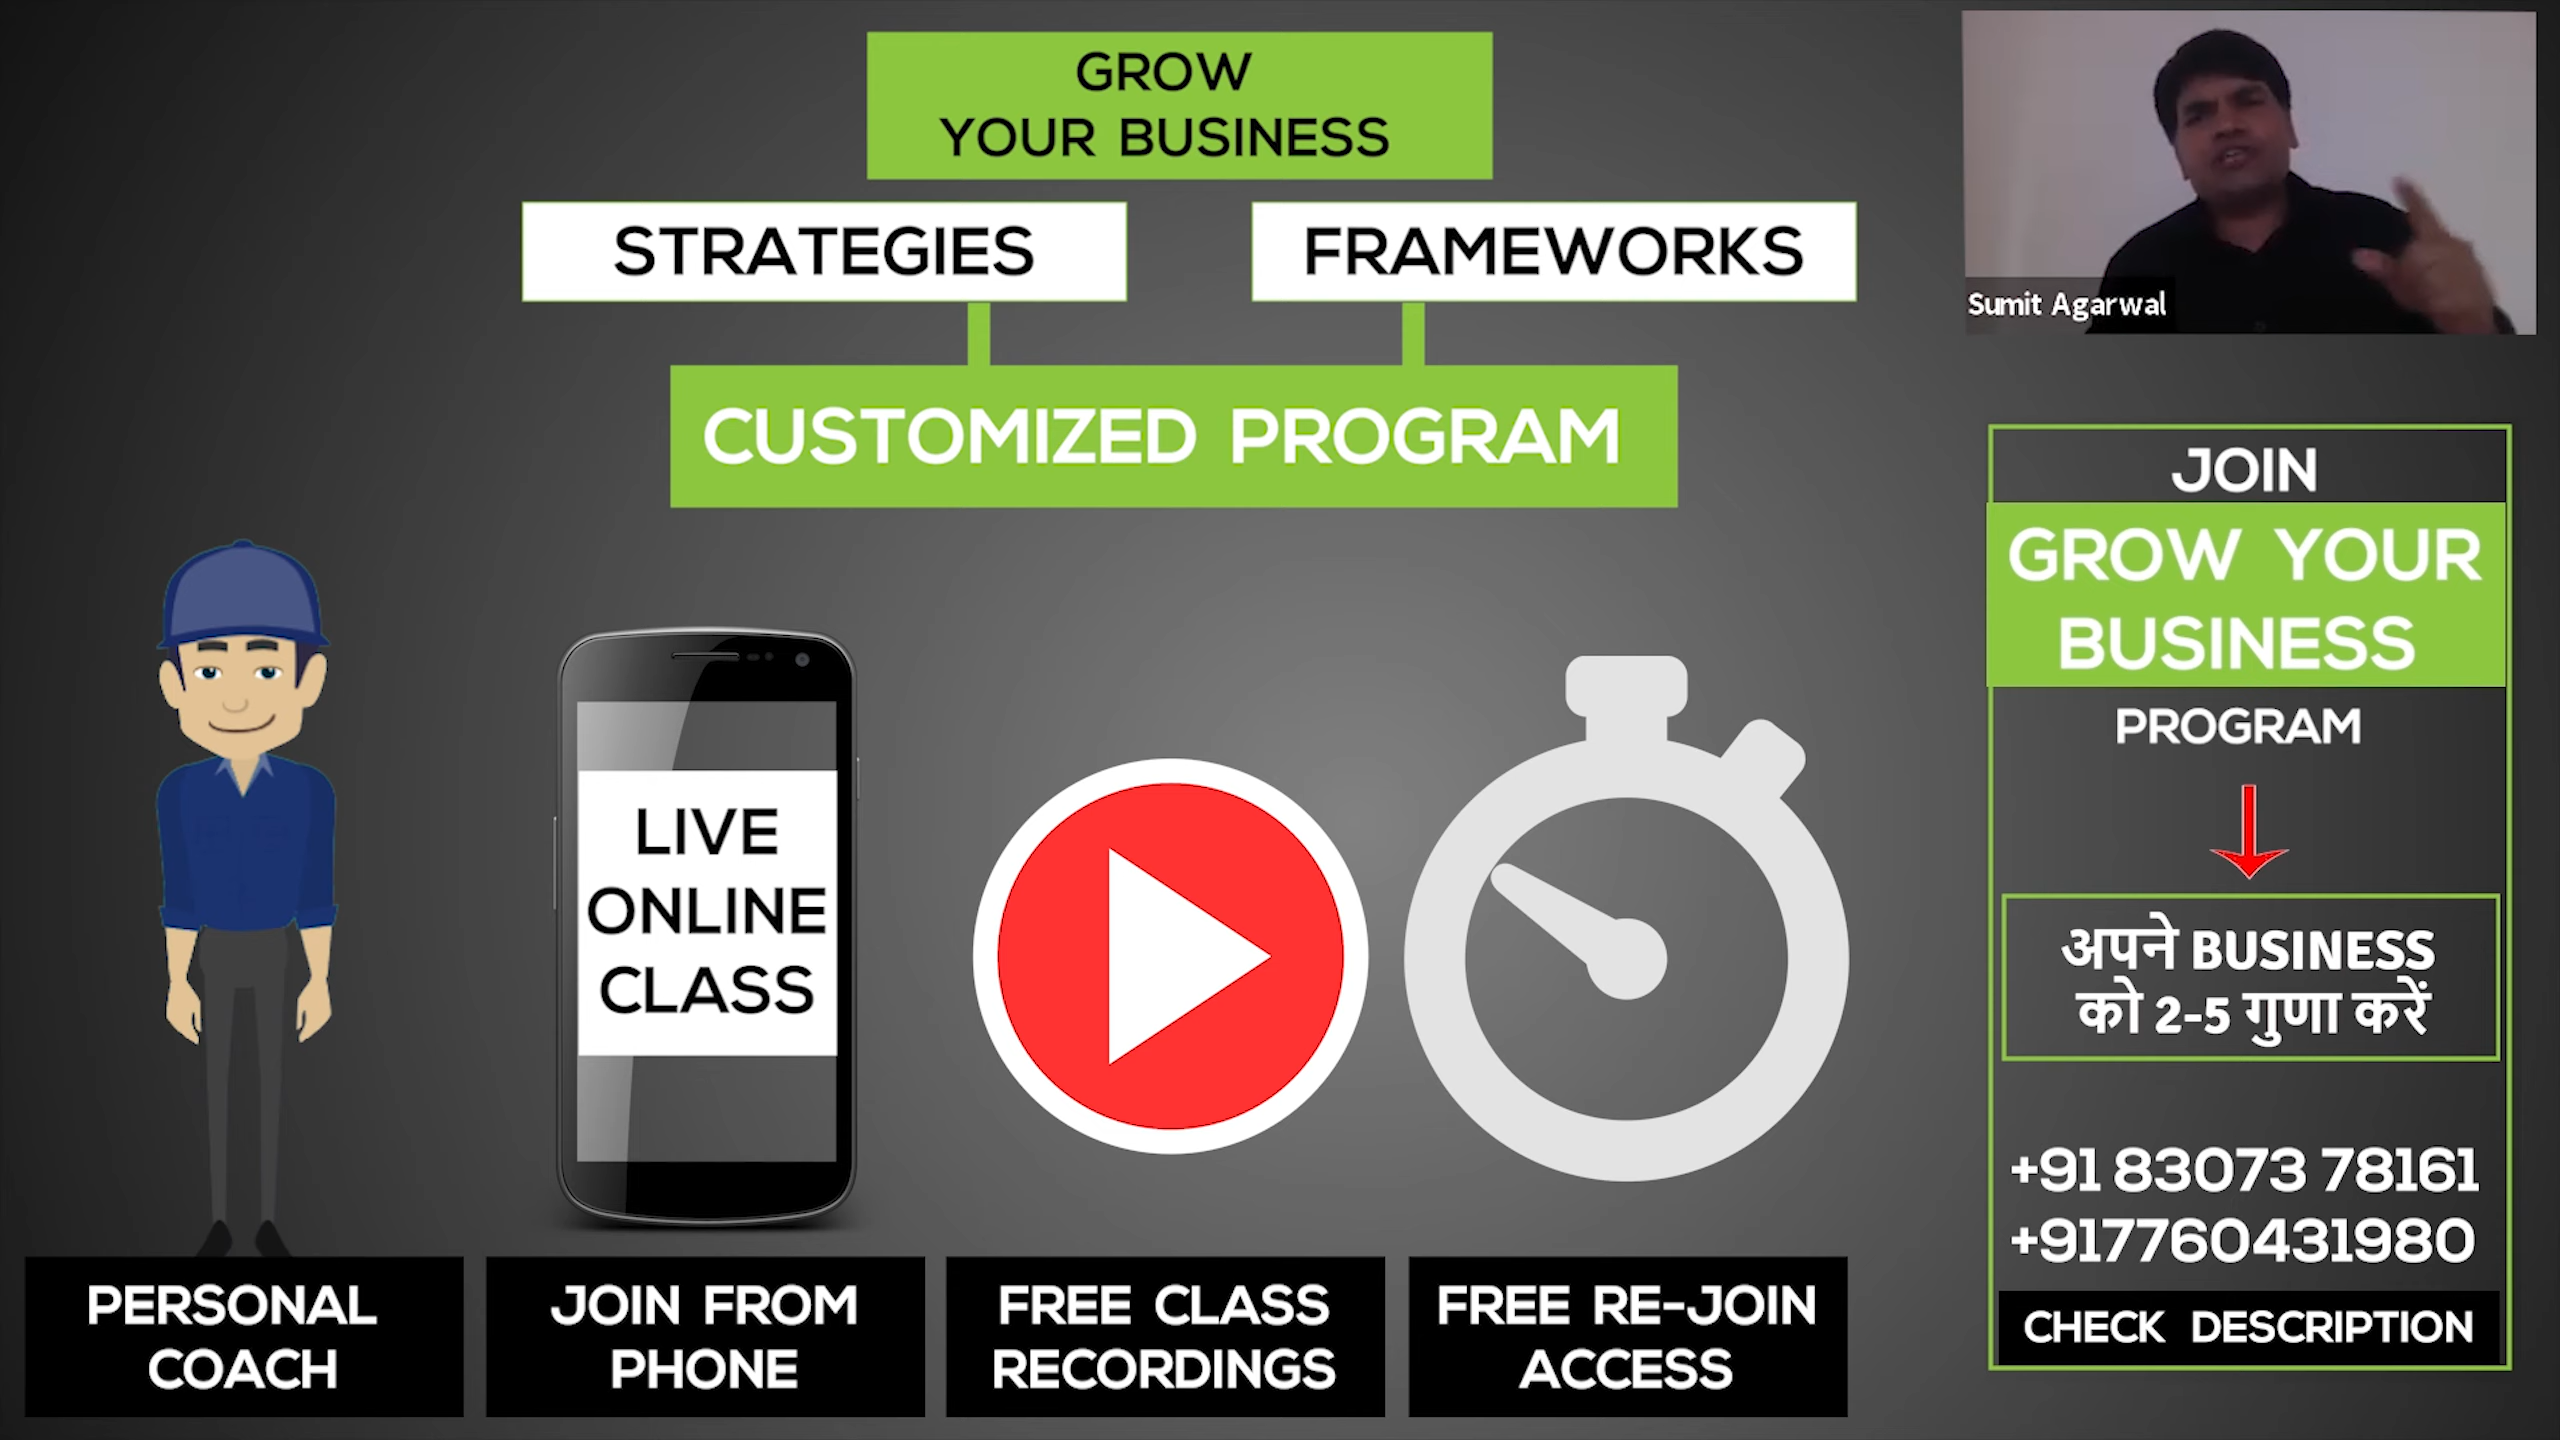 GROW
YOUR BUSINESS
STRATEGIES
FRAMEWORKS
CUSTOMIZED PROGRAM
Sumit Agarwal
LIVE
ONLINE
CLASS
PERSONAL
COACH
JOIN FROM
PHONE
FREE CLASS
RECORDINGS
FREE RE-JOIN
ACCESS
JOIN
GROW YOUR
BUSINESS
PROGRAM
अपने BUSINESS
को 2-5 गुणा करें
+91 83073 78161
+917760431980
CHECK DESCRIPTION